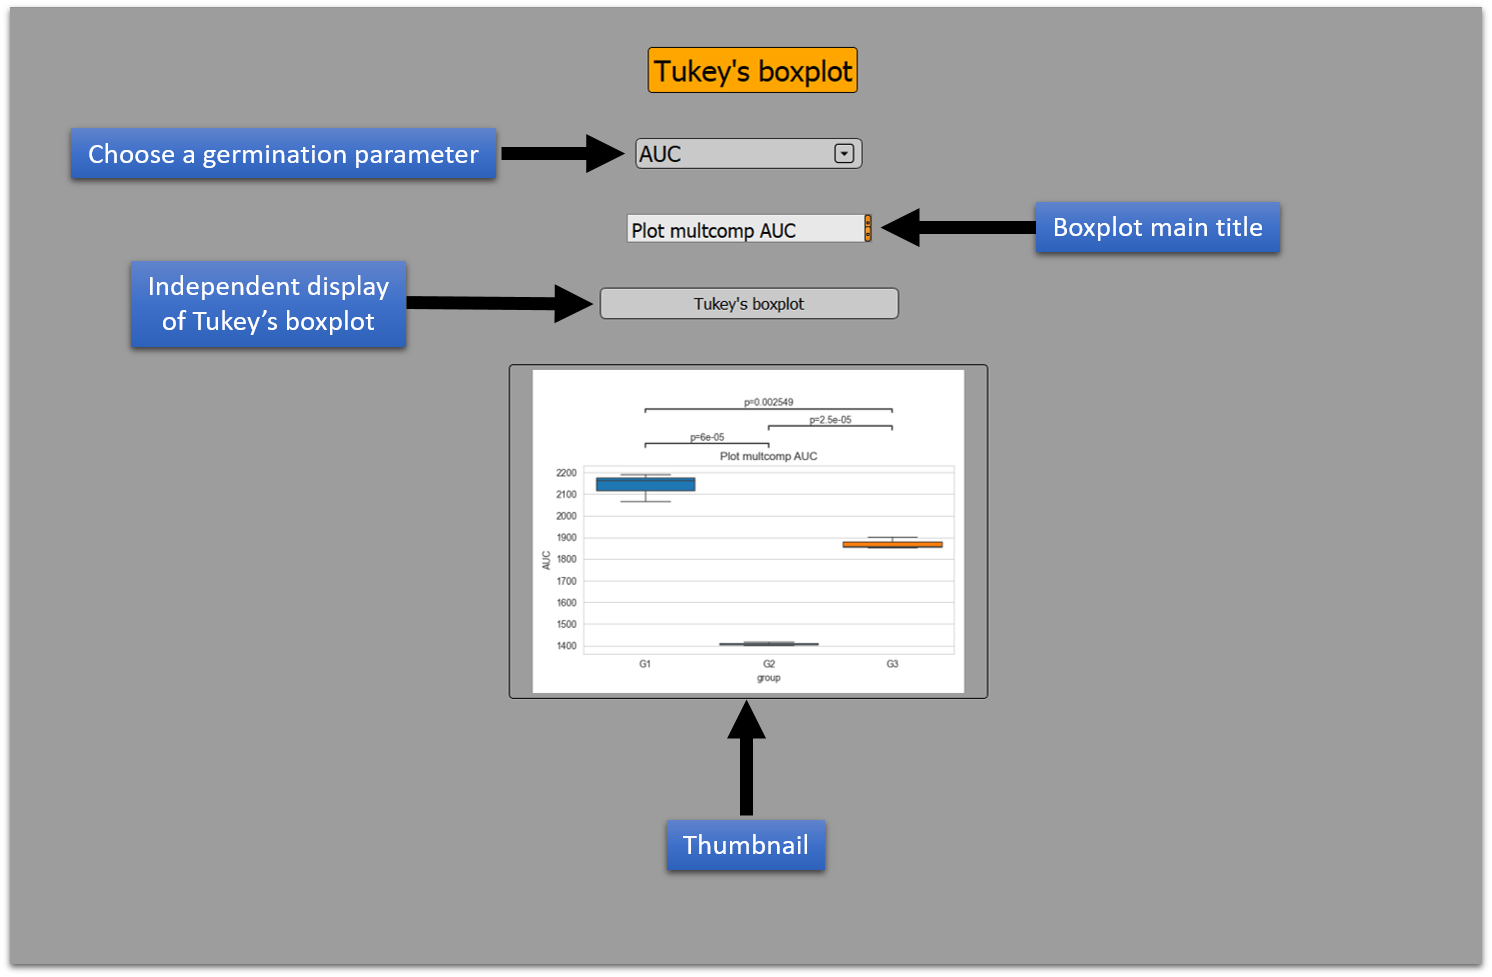 Tukey's boxplot
Choose a germination parameter
AUC
Plot multcomp AUC
Boxplot main title
Independent display
of Tukey’s boxplot
Tukey's boxplot
p=0.002549
p=2.5e-05
p=6e-05
Plot multcomp AUC
2200
2100
2000
1900
1800
1700
1600
1500
1400
AUC
G1 G2 G3
group
Thumbnail